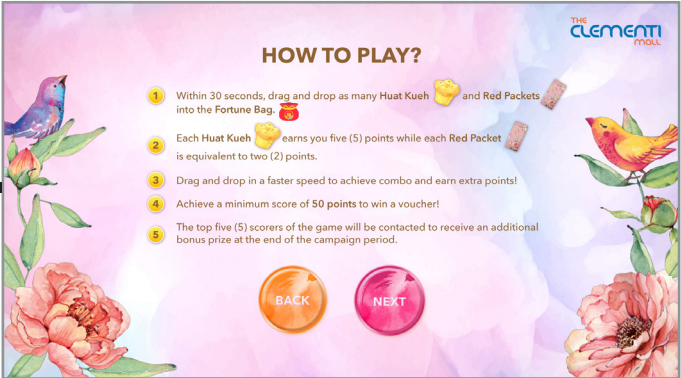 THE
CLEMENTI
MALL
HOW TO PLAY?
1 Within 30 seconds, drag and drop as many Huat Kueh and Red Packets
into the Fortune Bag.
2 Each Huat Kueh earns you five (5) points while each Red Packet
is equivalent to two (2) points.
3 Drag and drop in a faster speed to achieve combo and earn extra points!
4 Achieve a minimum score of 50 points to win a voucher!
5 The top five (5) scorers of the game will be contacted to receive an additional
bonus prize at the end of the campaign period.
BACK
NEXT